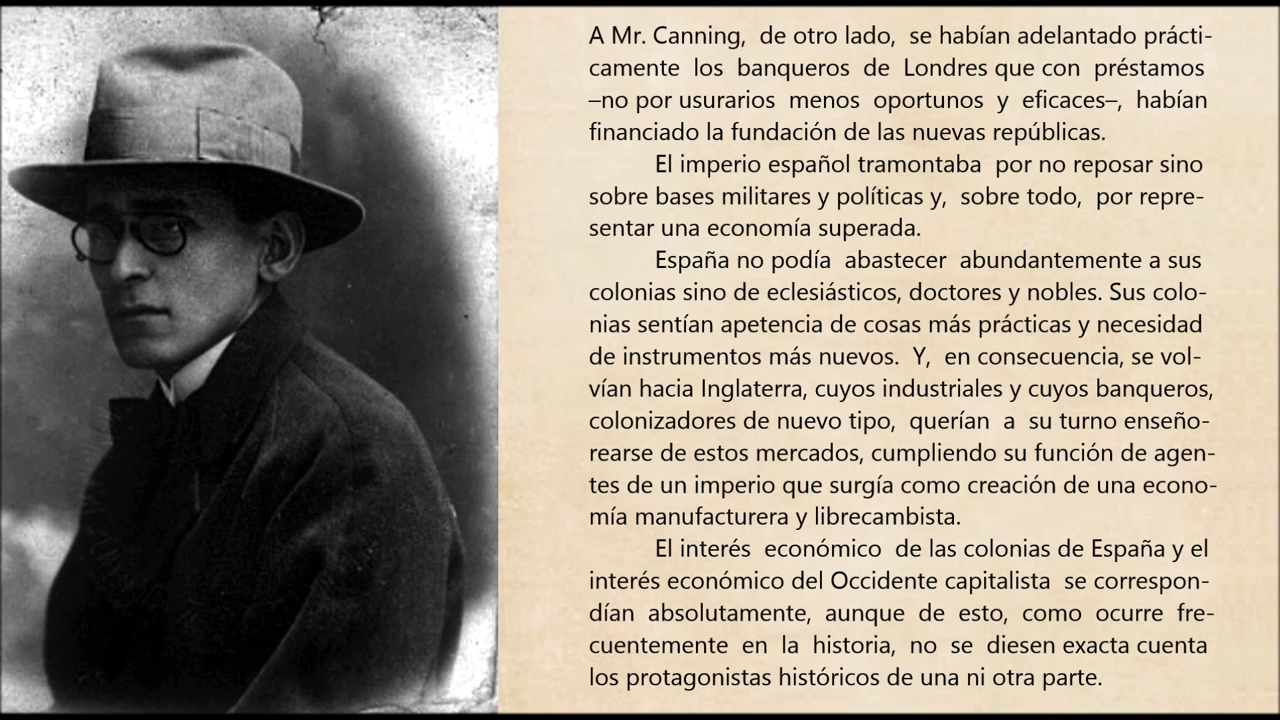 A Mr. Canning, de otro lado, se habían adelantado prácti-
camente los banqueros de Londres que con préstamos
–no por usurarios menos oportunos y eficaces–, habían
financiado la fundación de las nuevas repúblicas.
El imperio español tramontaba por no reposar sino
sobre bases militares y políticas y, sobre todo, por repre-
sentar una economía superada.
España no podía abastecer abundantemente a sus
colonias sino de eclesiásticos, doctores y nobles. Sus colo-
nias sentían apetencia de cosas más prácticas y necesidad
de instrumentos más nuevos. Y, en consecuencia, se vol-
vían hacia Inglaterra, cuyos industriales y cuyos banqueros,
colonizadores de nuevo tipo, querían a su turno enseño-
rearse de estos mercados, cumpliendo su función de agen-
tes de un imperio que surgía como creación de una econo-
mía manufacturera y librecambista.
El interés económico de las colonias de España y el
interés económico del Occidente capitalista se correspon-
dían absolutamente, aunque de esto, como ocurre fre-
cuentemente en la historia, no se diesen exacta cuenta
los protagonistas históricos de una ni otra parte.